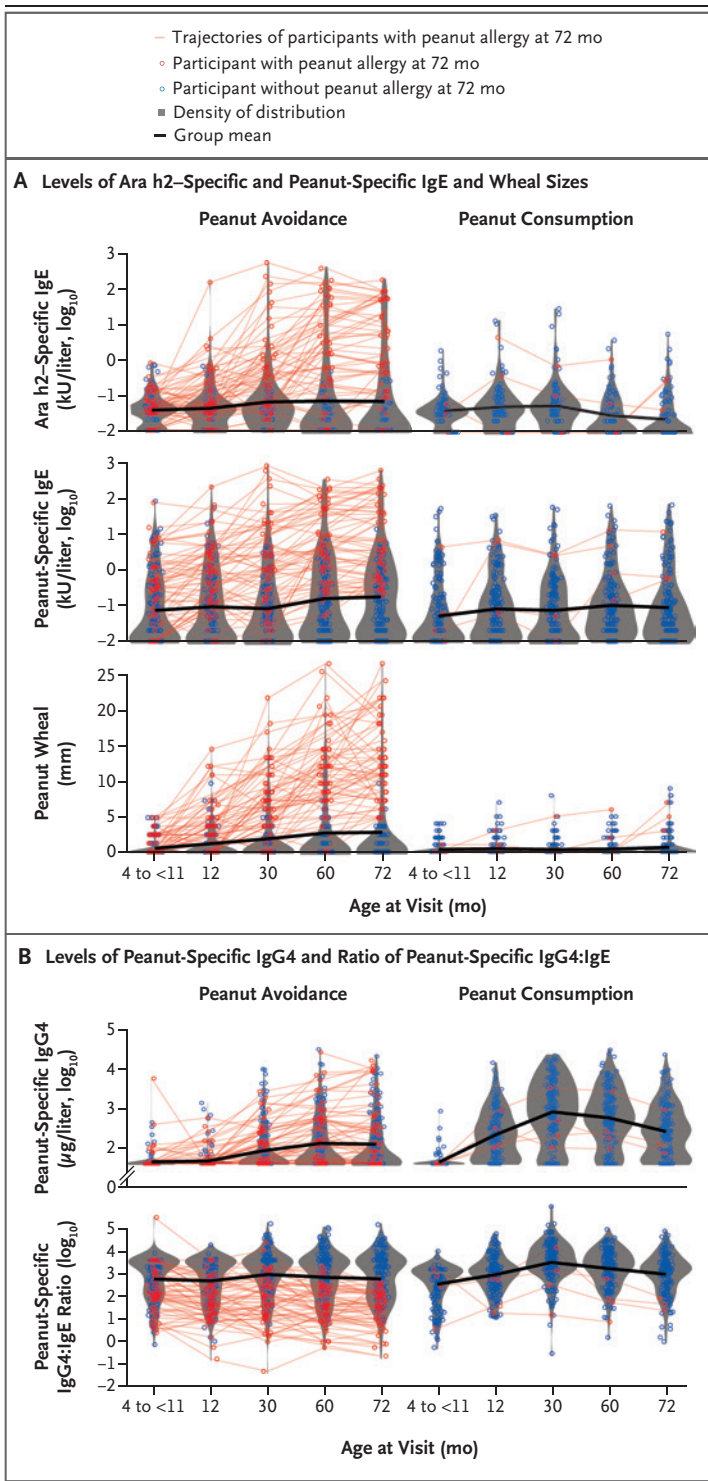 Trajectories of participants with peanut allergy at 72 mo
Participant with peanut allergy at 72 mo
Participant without peanut allergy at 72 mo
Density of distribution
Group mean
A Levels of Ara h2–Specific and Peanut-Specific IgE and Wheal Sizes
Peanut Avoidance Peanut Consumption
Ara h2–Specific IgE
(kU/liter, log10)
3
2
1
0
–1
–2
Peanut-Specific IgE
(kU/liter, log10)
3
2
1
0
–1
–2
Peanut Wheal
(mm)
25
20
15
10
5
0
4 to <11 12 30 60 72 4 to <11 12 30 60 72
Age at Visit (mo)
B Levels of Peanut-Specific IgG4 and Ratio of Peanut-Specific IgG4:IgE
Peanut Avoidance Peanut Consumption
Peanut-Specific IgG4
(µg/liter, log10)
5
4
3
2
0
Peanut-Specific
IgG4:IgE Ratio (log10)
5
4
3
2
1
0
–1
–2
4 to <11 12 30 60 72 4 to <11 12 30 60 72
Age at Visit (mo)